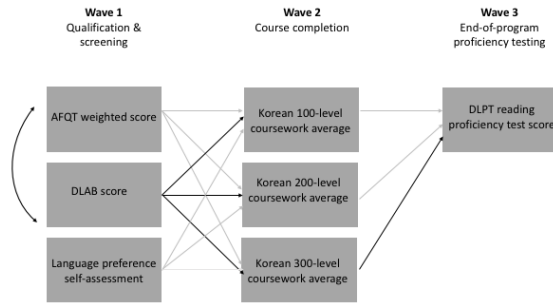 Wave 1
Qualification &
screening
Wave 2
Course completion
Wave 3
End-of-program
proficiency testing
AFQT weighted score
Korean 100-level
coursework average
DLPT reading
proficiency test score
DLAB score
Korean 200-level
coursework average
Language preference
self-assessment
Korean 300-level
coursework average